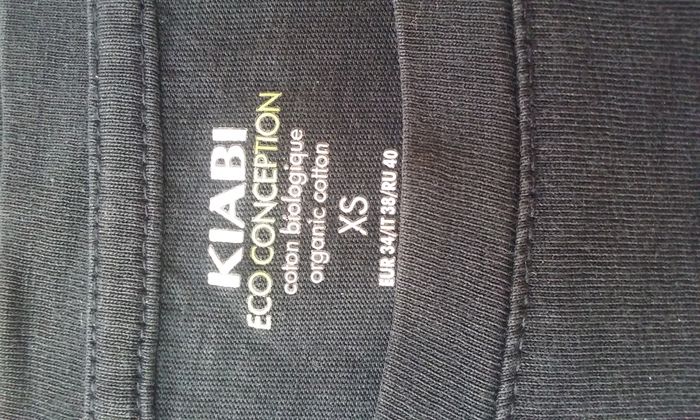 KIABI
ECO CONCEPTION
coton biologique
organic cotton
XS
EUR 34/IT 38/RU 40